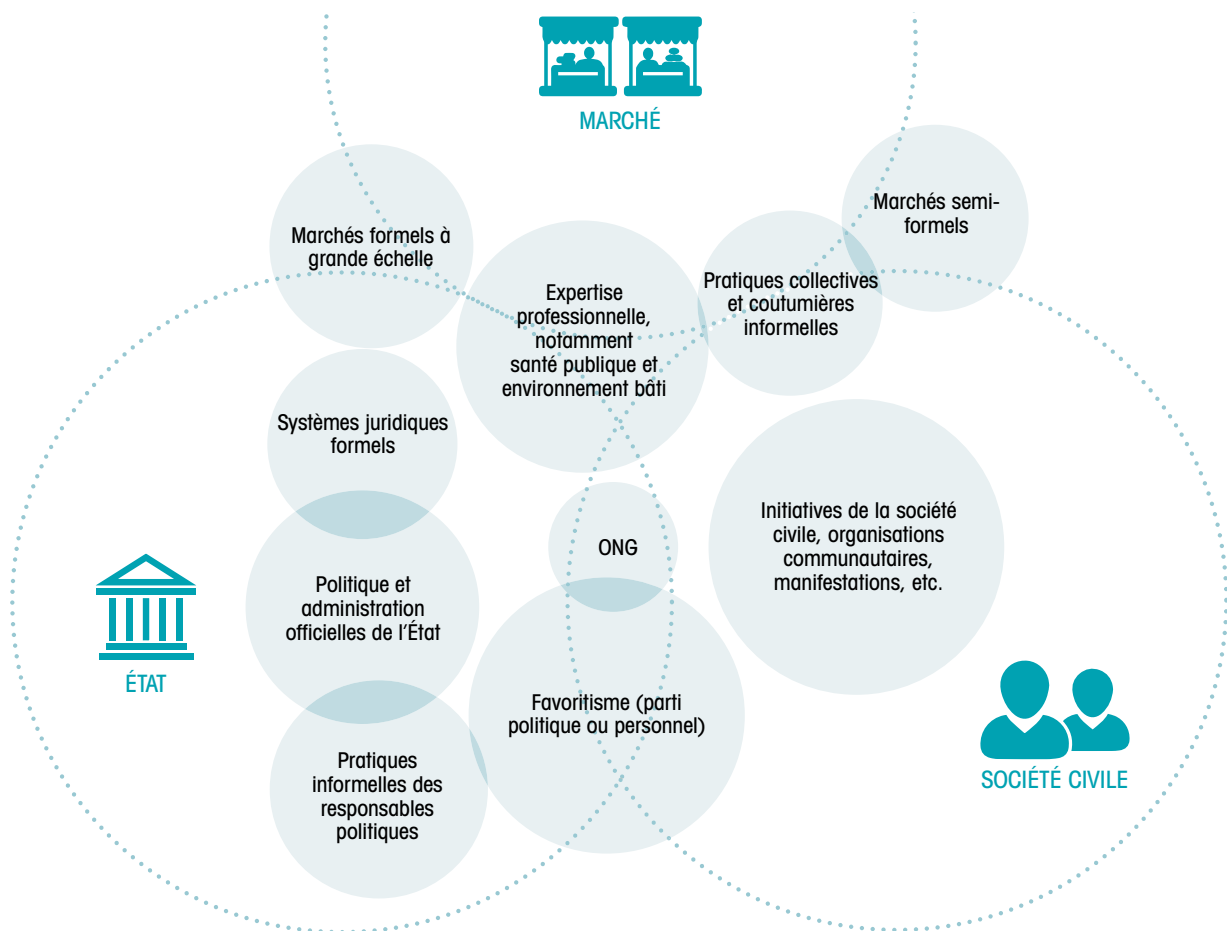 MARCHÉ
Marchés semi-
formels
Marchés formels à
grande échelle
Expertise
professionnelle,
notamment
santé publique et
environnement bâti
Pratiques collectives
et coutumières
informelles
Systèmes juridiques
formels
Initiatives de la société
civile, organisations
communautaires,
manifestations, etc.
ONG
Politique et
administration
officielles de l’État
ÉTAT
Favoritisme (parti
politique ou personnel)
Pratiques
informelles des
responsables
politiques
SOCIÉTÉ CIVILE